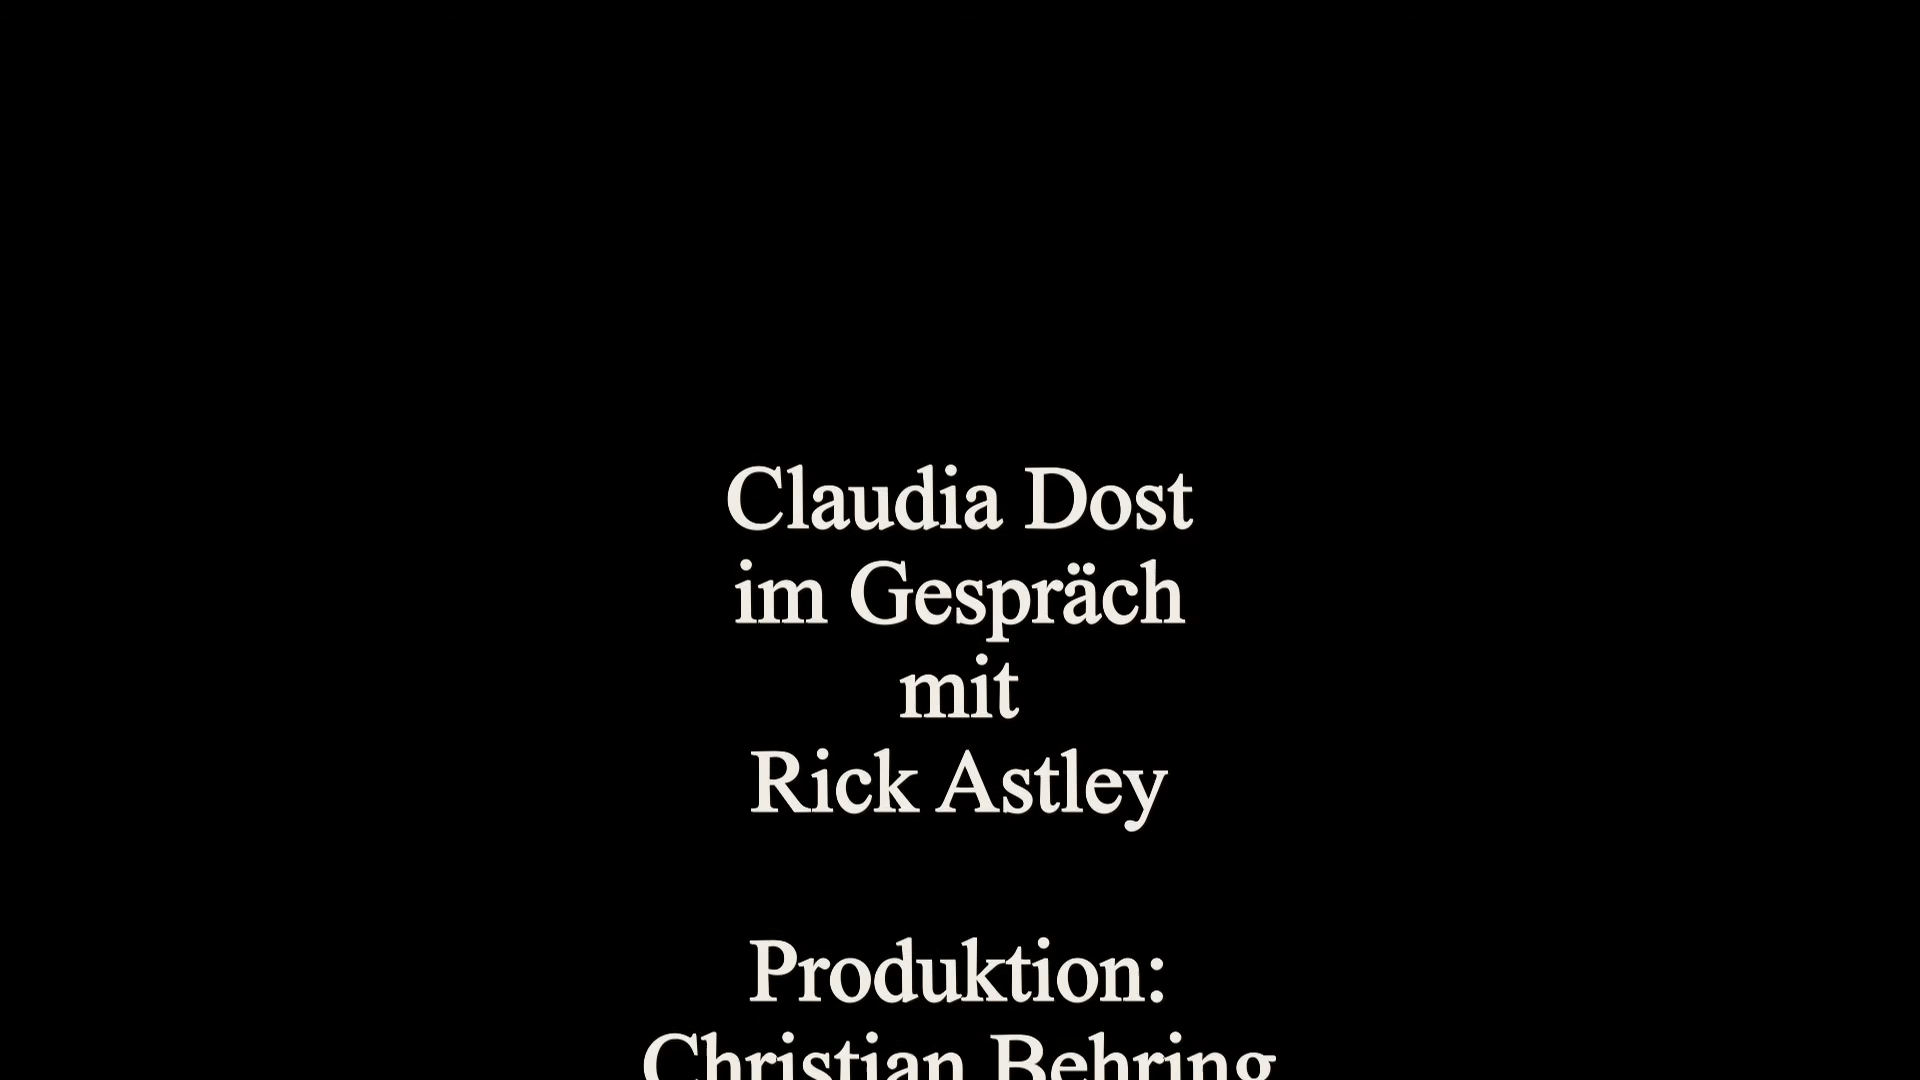 Claudia Dost
im Gespräch
mit
Rick Astley
Produktion:
Christian Behring